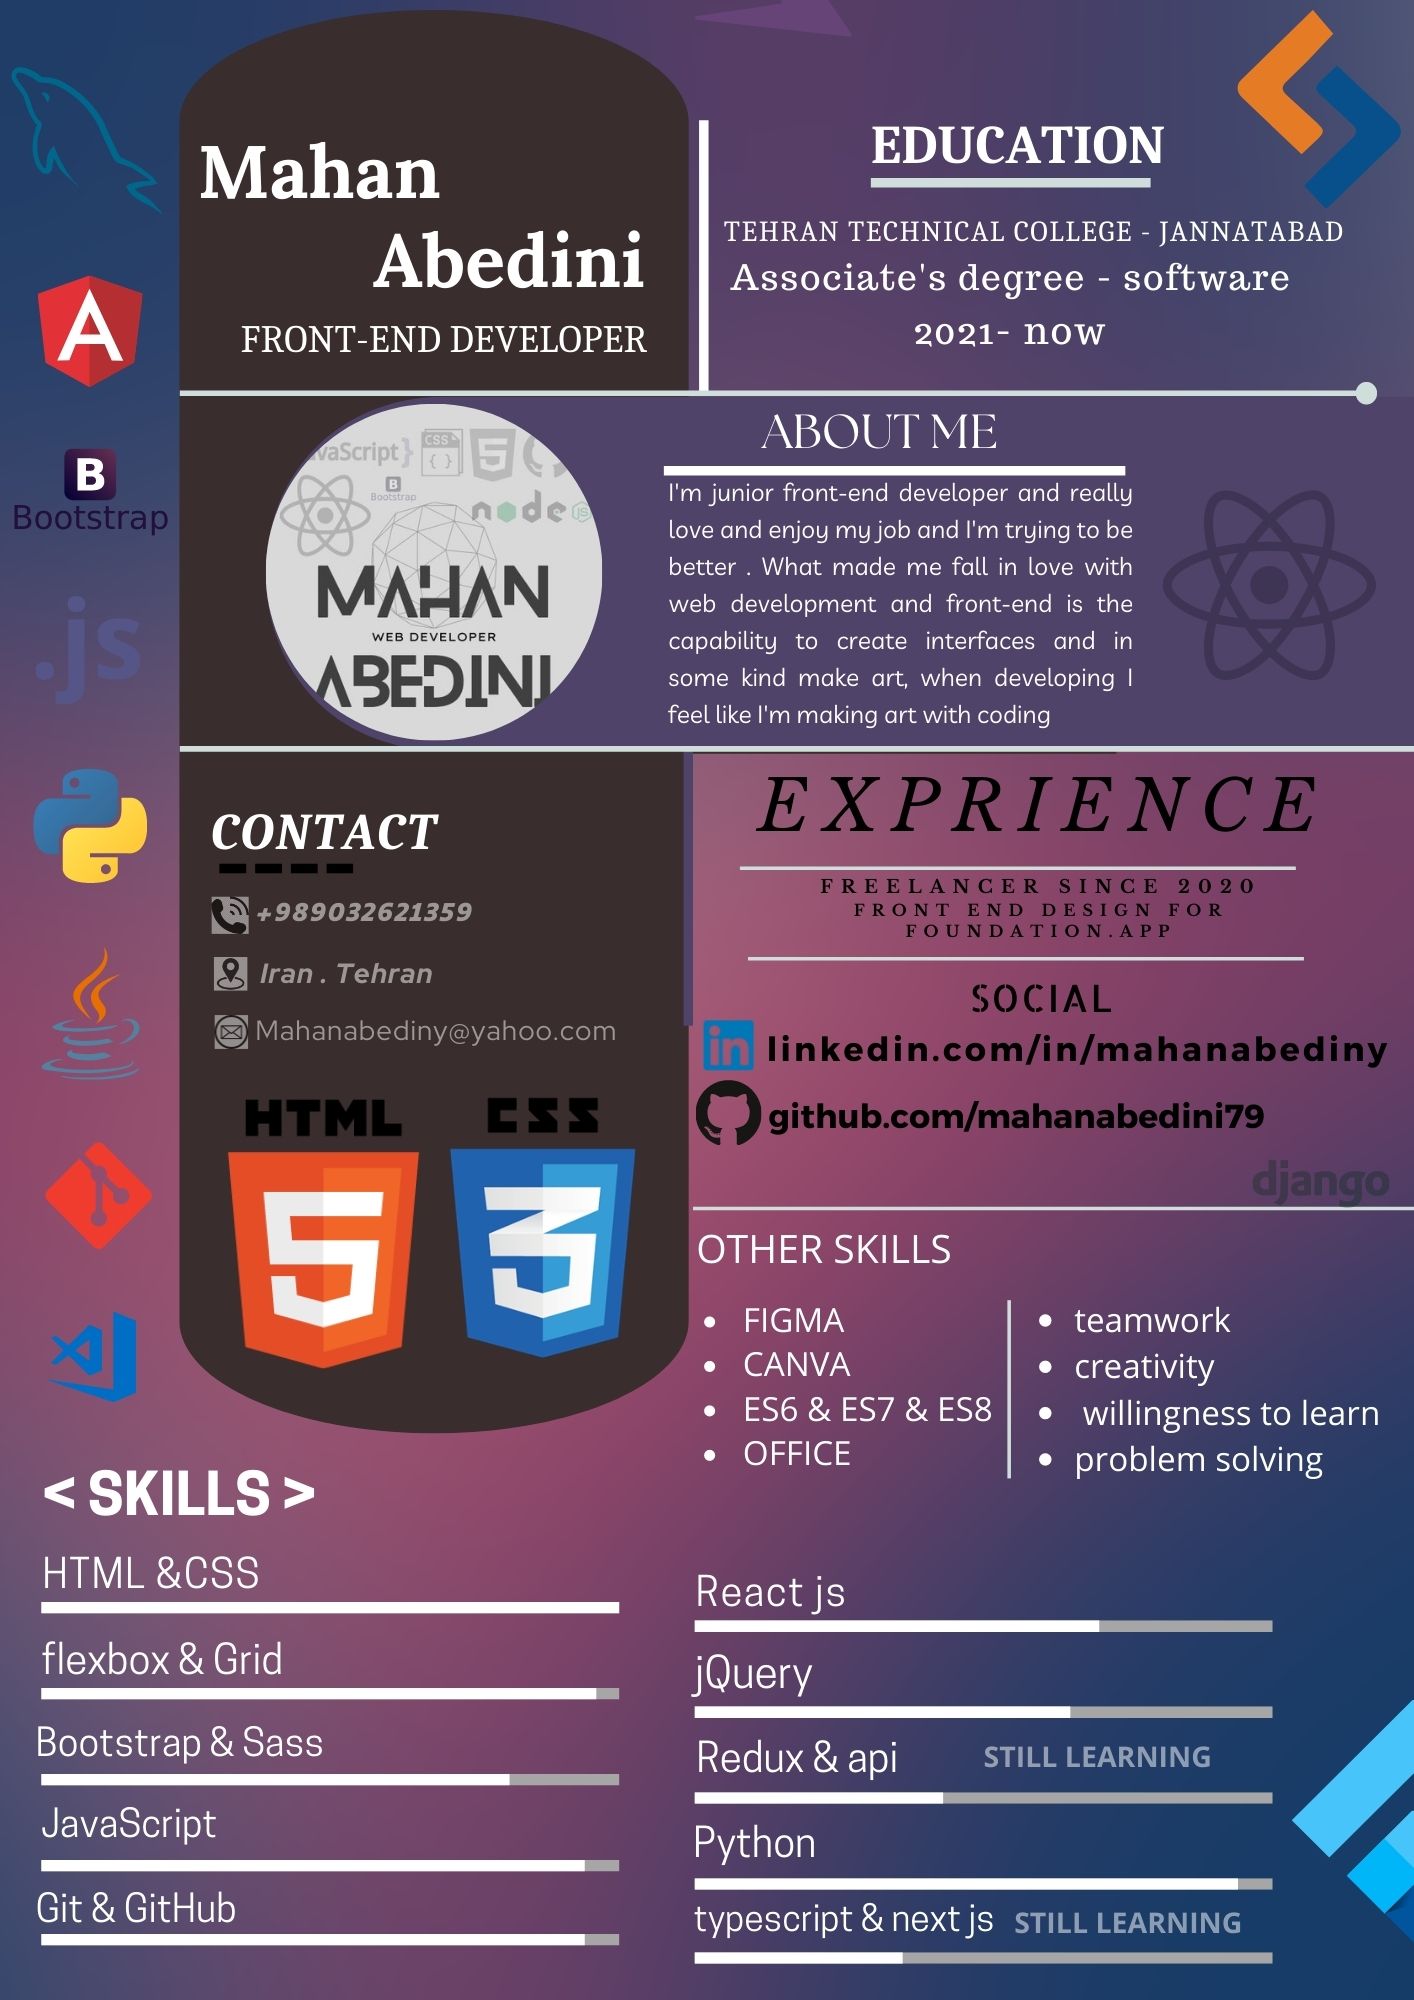 Mahan
Abedini
FRONT-END DEVELOPER
EDUCATION
TEHRAN TECHNICAL COLLEGE - JANNATABAD
Associate's degree - software
2021- now
B
Bootstrap
.js
JavaScript }
CSS
{ }
B
Bootstrap
node JS
MAHAN
WEB DEVELOPER
ABEDINI
ABOUT ME
I'm junior front-end developer and really
love and enjoy my job and I'm trying to be
better . What made me fall in love with
web development and front-end is the
capability to create interfaces and in
some kind make art, when developing I
feel like I'm making art with coding
CONTACT
+989032621359
Iran . Tehran
Mahanabediny@yahoo.com
HTML
5
CSS
3
EXPRIENCE
FREELANCER SINCE 2020
FRONT END DESIGN FOR
FOUNDATION.APP
SOCIAL
in linkedin.com/in/mahanabediny
github.com/mahanabedini79
django
OTHER SKILLS
FIGMA
CANVA
ES6 & ES7 & ES8
OFFICE
teamwork
creativity
willingness to learn
problem solving
< SKILLS >
HTML &CSS
flexbox & Grid
Bootstrap & Sass
JavaScript
Git & GitHub
React js
jQuery
Redux & api STILL LEARNING
Python
typescript & next js STILL LEARNING